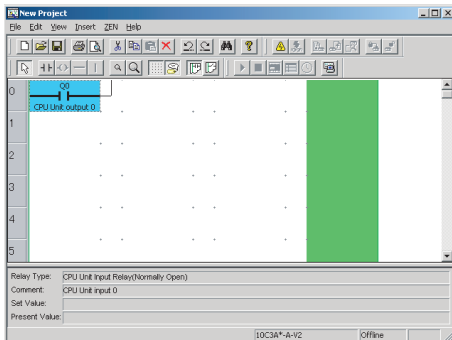 New Project
File Edit View Insert ZEN Help
0
Q0
CPU Unit output 0
1
2
3
4
5
Relay Type: CPU Unit Input Relay(Normally Open)
Comment: CPU Unit input 0
Set Value:
Present Value:
10C3A*-A-V2 Offline